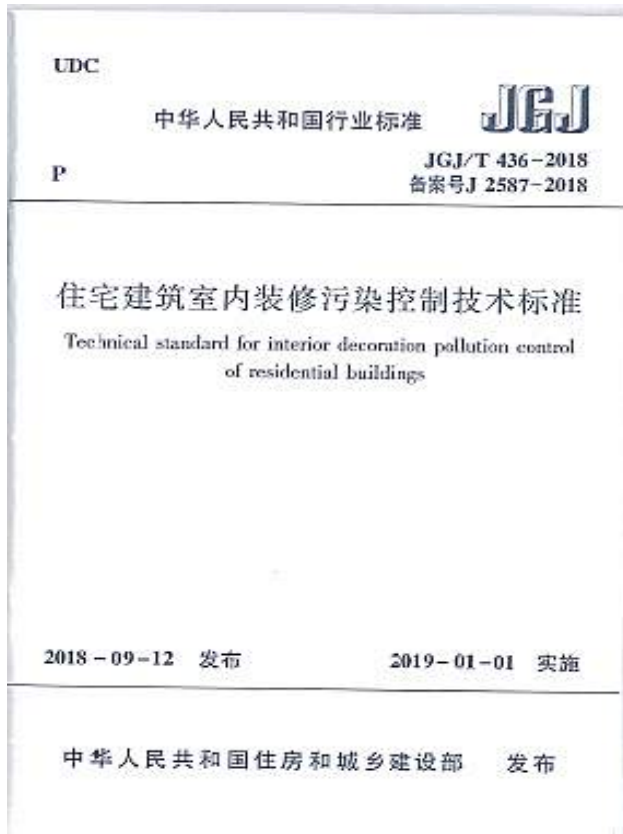 UDC
中华人民共和国行业标准
JGJ
P
JGJ/T 436-2018
备案号J 2587-2018
住宅建筑室内装修污染控制技术标准
Technical standard for interior decoration pollution control
of residential buildings
2018-09-12 发布
2019-01-01 实施
中华人民共和国住房和城乡建设部 发布